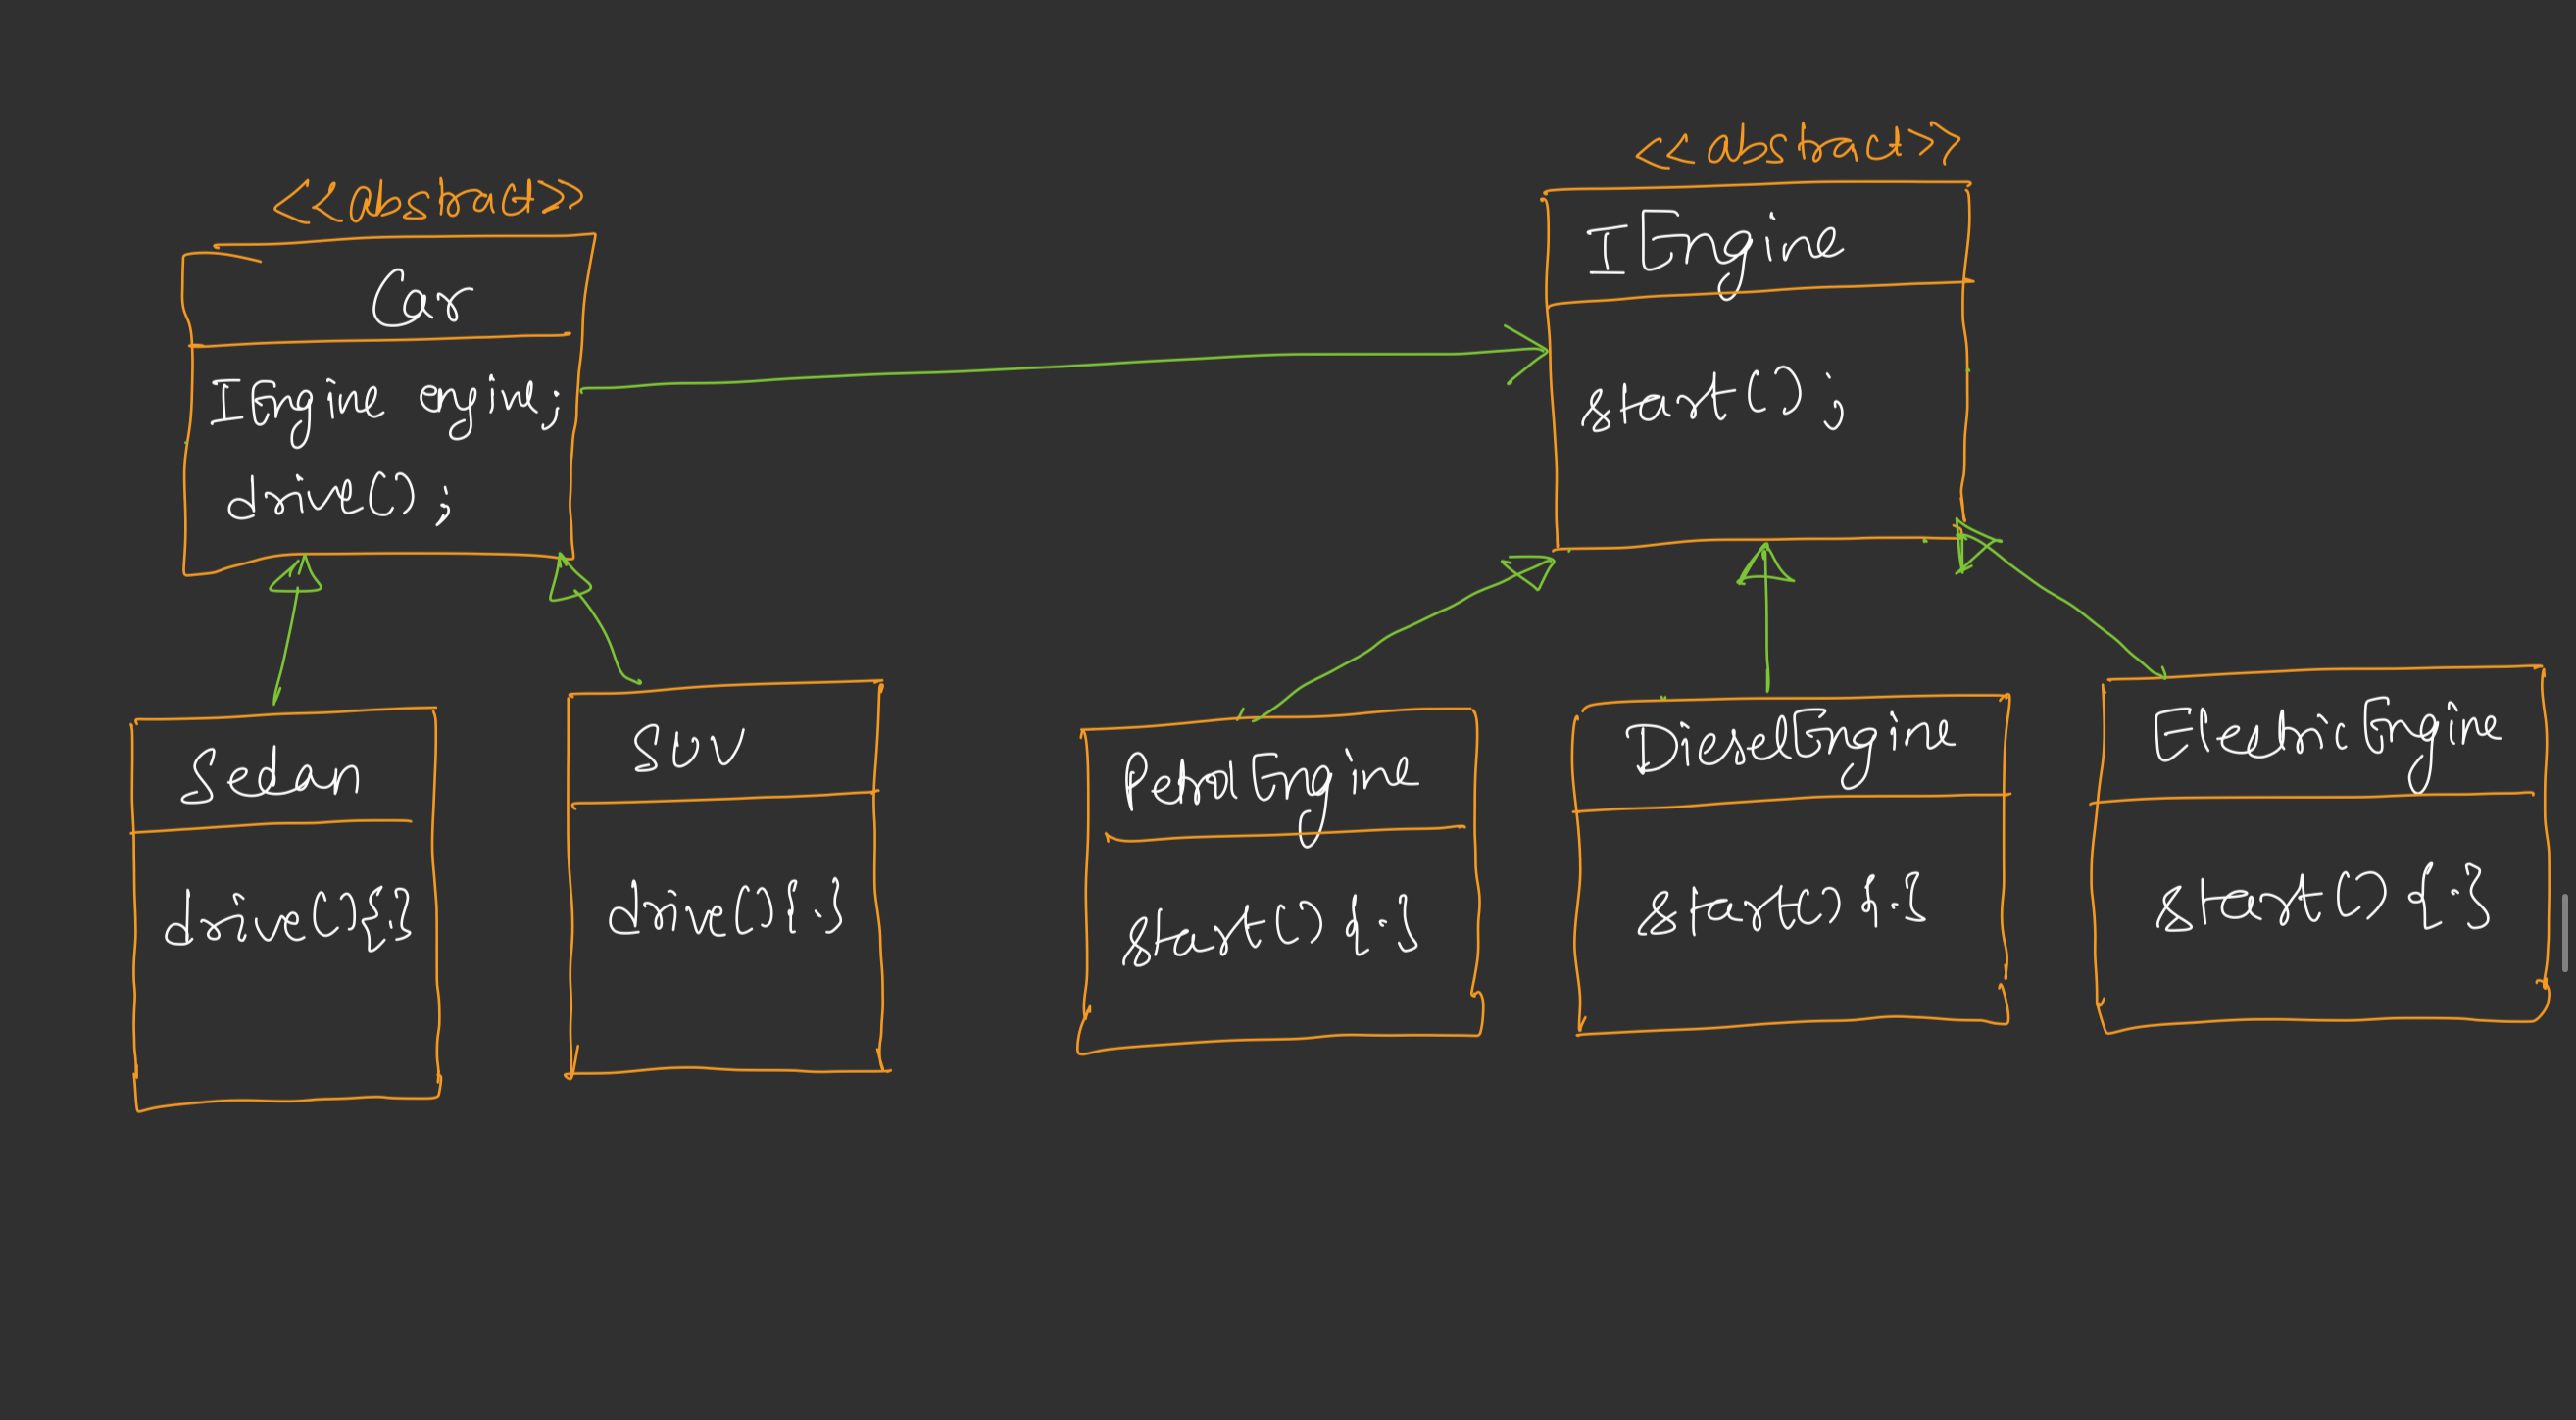 <<abstract>>
Car
IEngine engine;
drive();
<<abstract>>
IEngine
start();
Sedan
drive(){.}
SUV
drive(){.}
PetrolEngine
start(){.}
DieselEngine
start(){.}
ElectricEngine
start(){.}